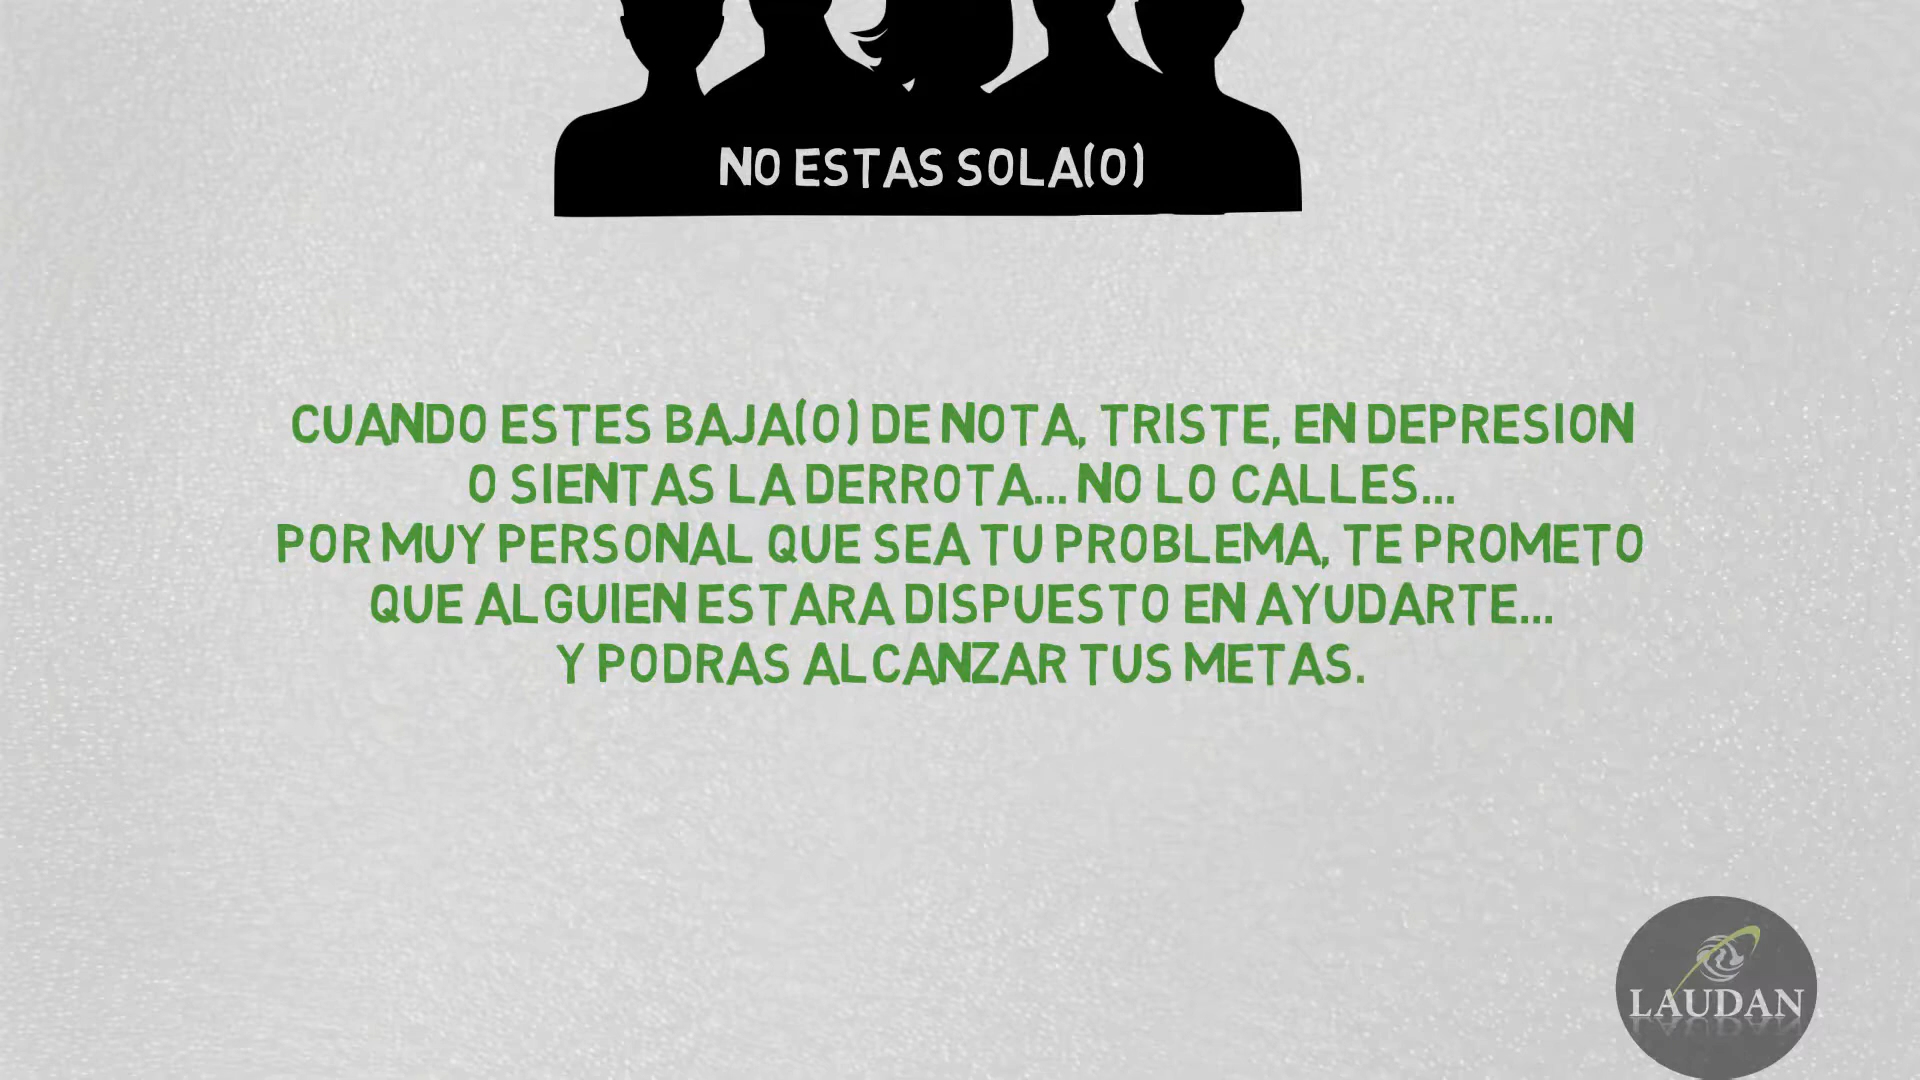 NO ESTAS SOLA(O)
CUANDO ESTES BAJA(O) DE NOTA, TRISTE, EN DEPRESION
O SIENTAS LA DERROTA... NO LO CALLES...
POR MUY PERSONAL QUE SEA TU PROBLEMA, TE PROMETO
QUE ALGUIEN ESTARA DISPUESTO EN AYUDARTE...
Y PODRAS ALCANZAR TUS METAS.
LAUDAN